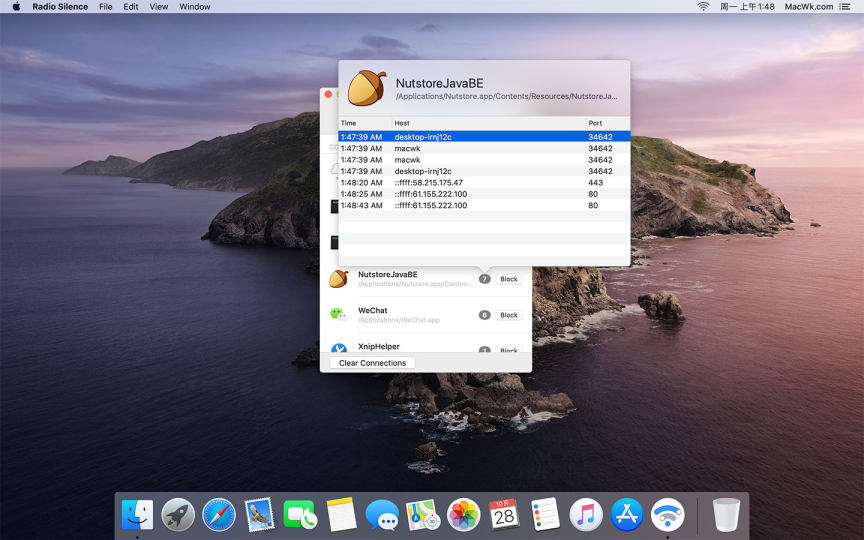 Radio Silence File Edit View Window 周一 上午1:48 MacWk.com
NutstoreJavaBE
/Applications/Nutstore.app/Contents/Resources/NutstoreJa...
Time Host Port
1:47:39 AM desktop-irnj12c 34642
1:47:39 AM macwk 34642
1:47:39 AM macwk 34642
1:47:39 AM desktop-irnj12c 34642
1:48:20 AM ::ffff:58.215.175.47 443
1:48:25 AM ::ffff:61.155.222.100 80
1:48:43 AM ::ffff:61.155.222.100 80
NutstoreJavaBE
/Applications/Nutstore.app/Conten...
7 Block
WeChat
/Applications/WeChat.app
6 Block
XnipHelper
Block
Clear Connections
10月
28